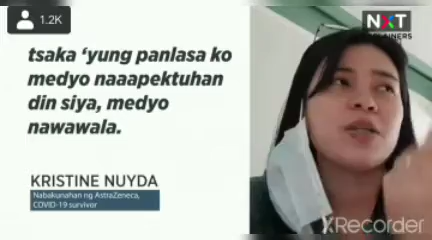 1.2K
NXT
tsaka 'yung panlasa ko
medyo naaapektuhan
din siya, medyo
nawawala.
KRISTINE NUYDA
Nabakunahan ng AstraZeneca,
COVID-19 survivor
XRecorder